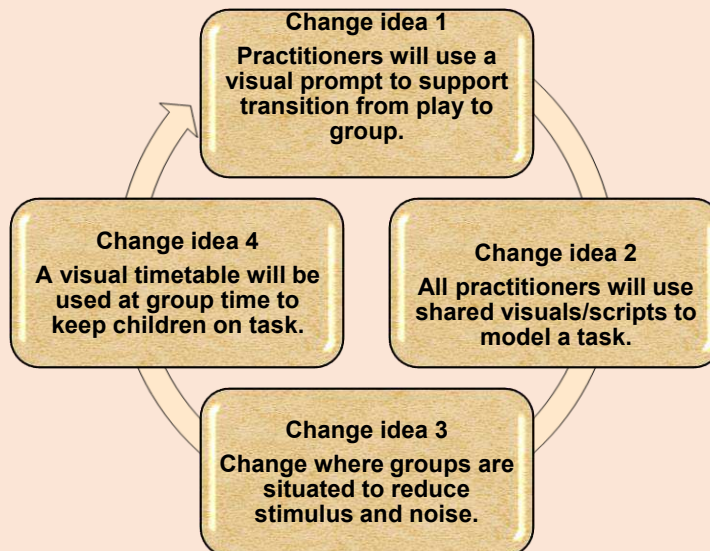 Change idea 1
Practitioners will use a
visual prompt to support
transition from play to
group.
Change idea 2
All practitioners will use
shared visuals/scripts to
model a task.
Change idea 3
Change where groups are
situated to reduce
stimulus and noise.
Change idea 4
A visual timetable will be
used at group time to
keep children on task.